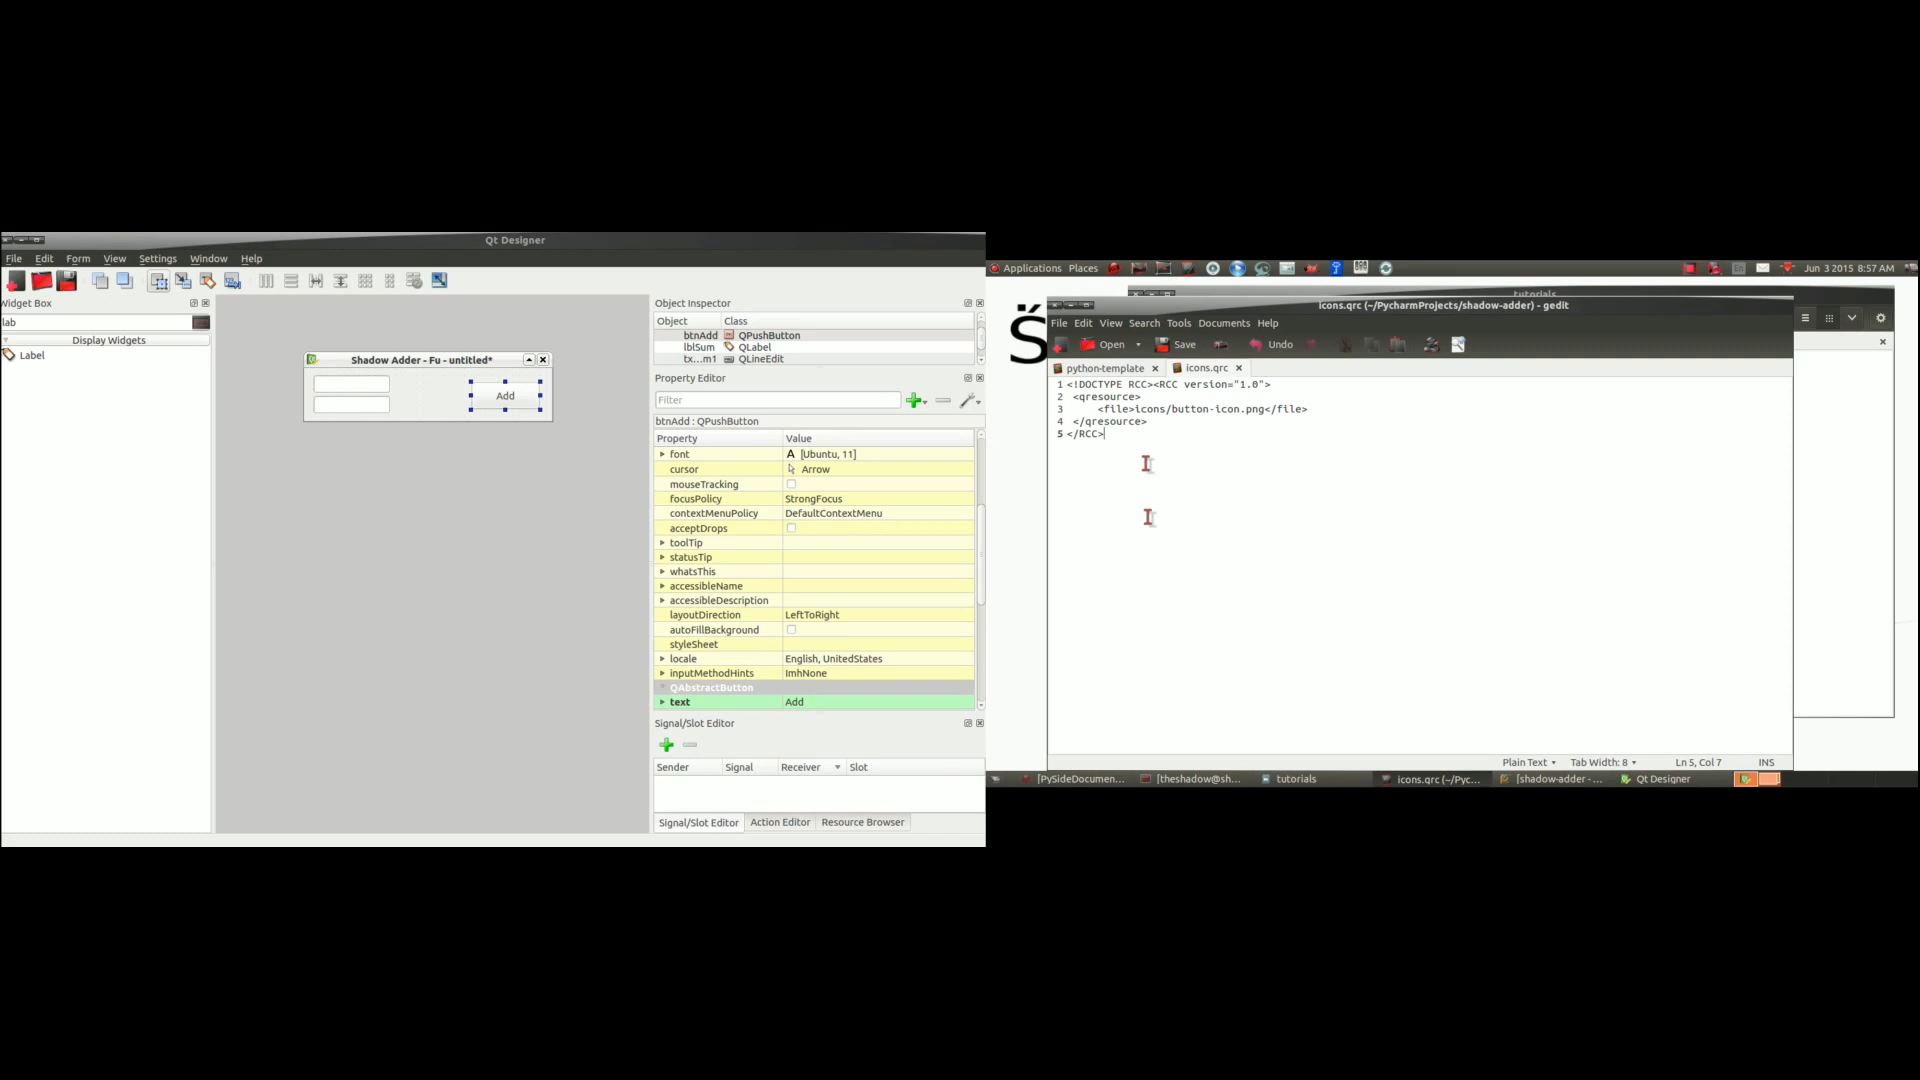 Qt Designer
File Edit Form View Settings Window Help
Widget Box
lab
Display Widgets
Label
Shadow Adder - Fu - untitled*
Add
Object Inspector
Object Class
btnAdd QPushButton
lblSum QLabel
tx...m1 QLineEdit
Property Editor
Filter
btnAdd : QPushButton
Property Value
font A [Ubuntu, 11]
cursor Arrow
mouseTracking
focusPolicy StrongFocus
contextMenuPolicy DefaultContextMenu
acceptDrops
toolTip
statusTip
whatsThis
accessibleName
accessibleDescription
layoutDirection LeftToRight
autoFillBackground
styleSheet
locale English, UnitedStates
inputMethodHints ImhNone
QAbstractButton
text Add
Signal/Slot Editor
Sender Signal Receiver Slot
Signal/Slot Editor Action Editor Resource Browser
Applications Places Jun 3 2015 8:57 AM
tutorials
icons.qrc (~/PycharmProjects/shadow-adder) - gedit
File Edit View Search Tools Documents Help
Open Save Undo
python-template icons.qrc
1 <!DOCTYPE RCC><RCC version="1.0">
2 <qresource>
3 <file>icons/button-icon.png</file>
4 </qresource>
5 </RCC>
Plain Text Tab Width: 8 Ln 5, Col 7 INS
[PySideDocumen... [theshadow@sh... tutorials icons.qrc (~/Pyc... [shadow-adder - ... Qt Designer